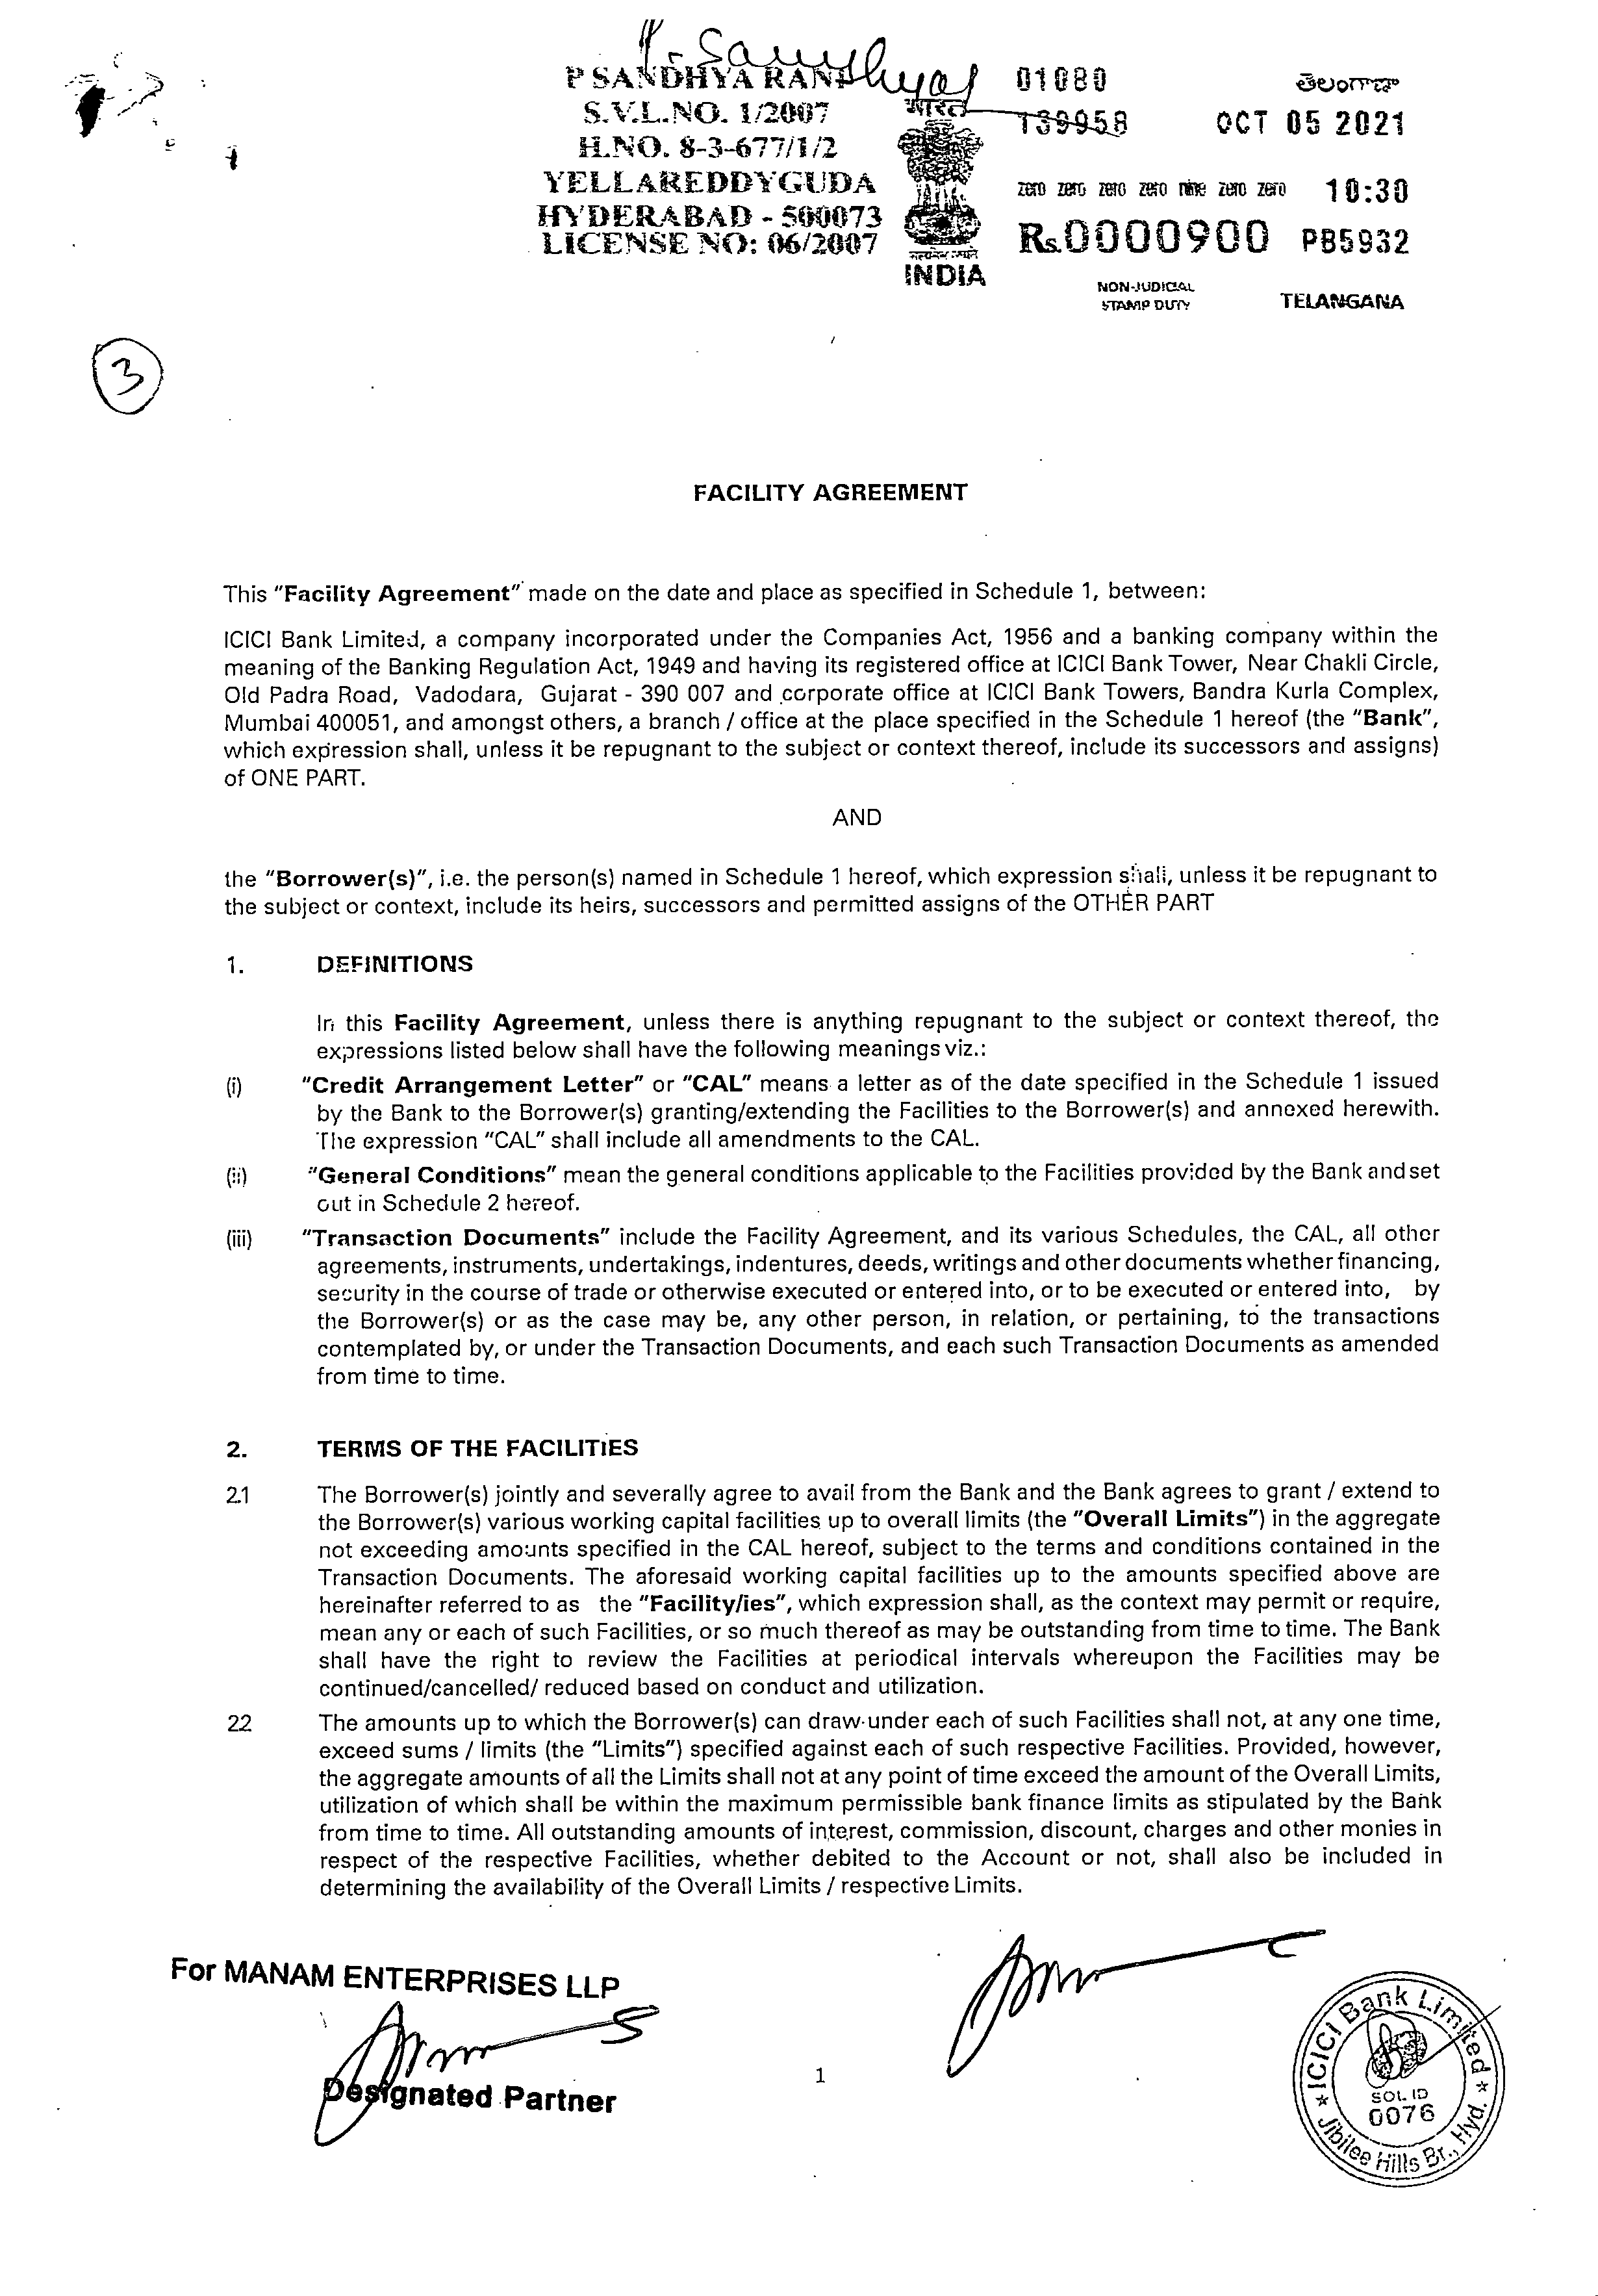 P SANDHYA RANI
S.V.L.NO. 1/2007
H.NO. 8-3-677/1/2
YELLAREDDYGUDA
HYDERABAD - 500073
LICENSE NO: 06/2007
भारत
INDIA
01080
తెలంగాణ
139958 OCT 05 2021
zero zero zero zero nine zero zero 10:30
Rs.0000900 PB5932
NON-JUDICIAL
STAMP DUTY
TELANGANA
3
FACILITY AGREEMENT
This "Facility Agreement" made on the date and place as specified in Schedule 1, between:
ICICI Bank Limited, a company incorporated under the Companies Act, 1956 and a banking company within the
meaning of the Banking Regulation Act, 1949 and having its registered office at ICICI Bank Tower, Near Chakli Circle,
Old Padra Road, Vadodara, Gujarat - 390 007 and corporate office at ICICI Bank Towers, Bandra Kurla Complex,
Mumbai 400051, and amongst others, a branch / office at the place specified in the Schedule 1 hereof (the "Bank",
which expression shall, unless it be repugnant to the subject or context thereof, include its successors and assigns)
of ONE PART.
AND
the "Borrower(s)", i.e. the person(s) named in Schedule 1 hereof, which expression shall, unless it be repugnant to
the subject or context, include its heirs, successors and permitted assigns of the OTHER PART
1. DEFINITIONS
In this Facility Agreement, unless there is anything repugnant to the subject or context thereof, the
expressions listed below shall have the following meanings viz.:
(i) "Credit Arrangement Letter" or "CAL" means a letter as of the date specified in the Schedule 1 issued
by the Bank to the Borrower(s) granting/extending the Facilities to the Borrower(s) and annexed herewith.
The expression "CAL" shall include all amendments to the CAL.
(ii) "General Conditions" mean the general conditions applicable to the Facilities provided by the Bank and set
out in Schedule 2 hereof.
(iii) "Transaction Documents" include the Facility Agreement, and its various Schedules, the CAL, all other
agreements, instruments, undertakings, indentures, deeds, writings and other documents whether financing,
security in the course of trade or otherwise executed or entered into, or to be executed or entered into, by
the Borrower(s) or as the case may be, any other person, in relation, or pertaining, to the transactions
contemplated by, or under the Transaction Documents, and each such Transaction Documents as amended
from time to time.
2. TERMS OF THE FACILITIES
2.1 The Borrower(s) jointly and severally agree to avail from the Bank and the Bank agrees to grant / extend to
the Borrower(s) various working capital facilities up to overall limits (the "Overall Limits") in the aggregate
not exceeding amounts specified in the CAL hereof, subject to the terms and conditions contained in the
Transaction Documents. The aforesaid working capital facilities up to the amounts specified above are
hereinafter referred to as the "Facility/ies", which expression shall, as the context may permit or require,
mean any or each of such Facilities, or so much thereof as may be outstanding from time to time. The Bank
shall have the right to review the Facilities at periodical intervals whereupon the Facilities may be
continued/cancelled/ reduced based on conduct and utilization.
2.2 The amounts up to which the Borrower(s) can draw under each of such Facilities shall not, at any one time,
exceed sums / limits (the "Limits") specified against each of such respective Facilities. Provided, however,
the aggregate amounts of all the Limits shall not at any point of time exceed the amount of the Overall Limits,
utilization of which shall be within the maximum permissible bank finance limits as stipulated by the Bank
from time to time. All outstanding amounts of interest, commission, discount, charges and other monies in
respect of the respective Facilities, whether debited to the Account or not, shall also be included in
determining the availability of the Overall Limits / respective Limits.
For MANAM ENTERPRISES LLP
Designated Partner
1
ICICI Bank Limited
SOL ID
0076
Jibilee Hills Br., Hyd.